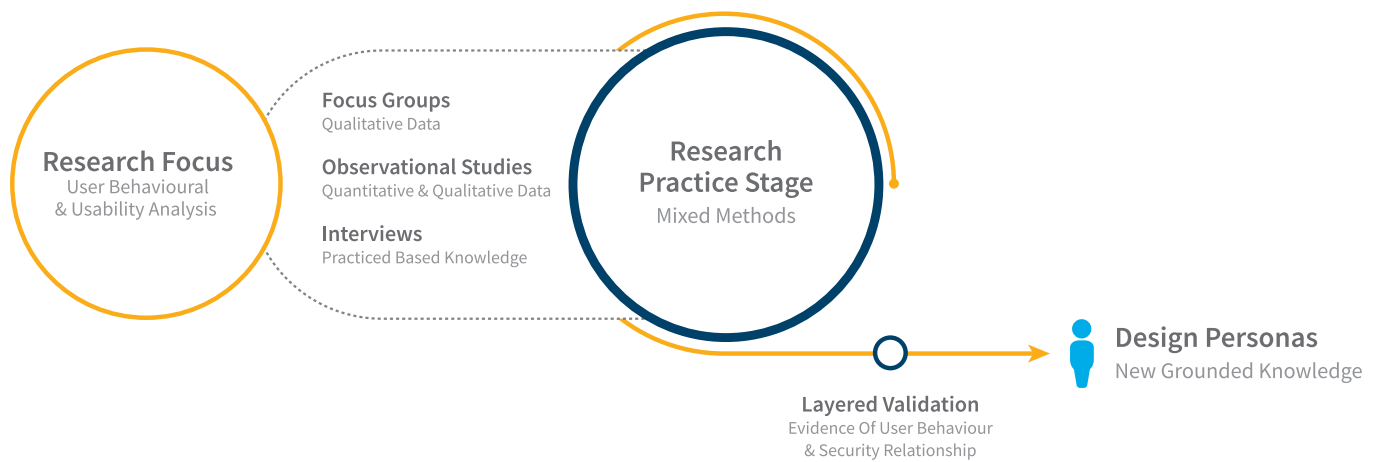 Research Focus
User Behavioural
& Usability Analysis
Focus Groups
Qualitative Data
Observational Studies
Quantitative & Qualitative Data
Interviews
Practiced Based Knowledge
Research
Practice Stage
Mixed Methods
Layered Validation
Evidence Of User Behaviour
& Security Relationship
Design Personas
New Grounded Knowledge